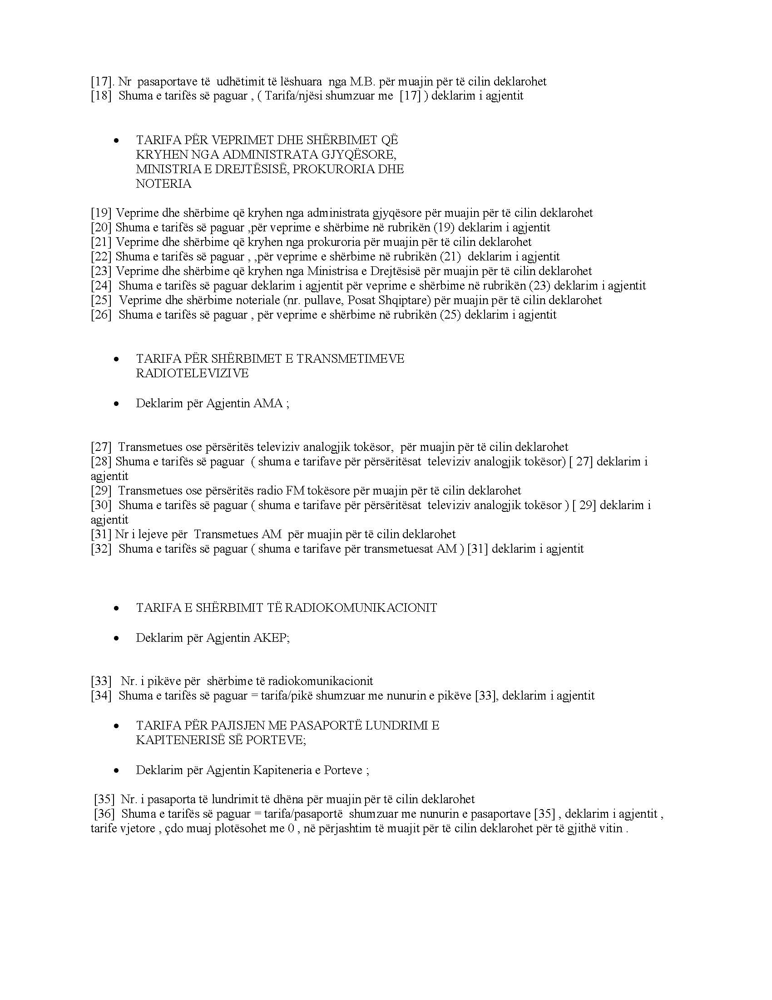 [17]. Nr  pasaportave të  udhëtimit të lëshuara  nga M.B. për muajin për të cilin deklarohet
[18]  Shuma e tarifës së paguar , ( Tarifa/njësi shumzuar me  [17] ) deklarim i agjentit
• TARIFA PËR VEPRIMET DHE SHËRBIMET QË
KRYHEN NGA ADMINISTRATA GJYQËSORE,
MINISTRIA E DREJTËSISË, PROKURORIA DHE
NOTERIA
[19] Veprime dhe shërbime që kryhen nga administrata gjyqësore për muajin për të cilin deklarohet
[20] Shuma e tarifës së paguar ,për veprime e shërbime në rubrikën (19) deklarim i agjentit
[21] Veprime dhe shërbime që kryhen nga prokuroria për muajin për të cilin deklarohet
[22] Shuma e tarifës së paguar , ,për veprime e shërbime në rubrikën (21)  deklarim i agjentit
[23] Veprime dhe shërbime që kryhen nga Ministrisa e Drejtësisë për muajin për të cilin deklarohet
[24]  Shuma e tarifës së paguar deklarim i agjentit për veprime e shërbime në rubrikën (23) deklarim i agjentit
[25]  Veprime dhe shërbime noteriale (nr. pullave, Posat Shqiptare) për muajin për të cilin deklarohet
[26]  Shuma e tarifës së paguar , për veprime e shërbime në rubrikën (25) deklarim i agjentit
• TARIFA PËR SHËRBIMET E TRANSMETIMEVE
RADIOTELEVIZIVE
• Deklarim për Agjentin AMA ;
[27]  Transmetues ose përsëritës televiziv analogjik tokësor,  për muajin për të cilin deklarohet
[28] Shuma e tarifës së paguar  ( shuma e tarifave për përsëritësat  televiziv analogjik tokësor) [ 27] deklarim i
agjentit
[29]  Transmetues ose përsëritës radio FM tokësore për muajin për të cilin deklarohet
[30]  Shuma e tarifës së paguar ( shuma e tarifave për përsëritësat  televiziv analogjik tokësor ) [ 29] deklarim i
agjentit
[31] Nr i lejeve për  Transmetues AM  për muajin për të cilin deklarohet
[32]  Shuma e tarifës së paguar ( shuma e tarifave për transmetuesat AM ) [31] deklarim i agjentit
• TARIFA E SHËRBIMIT TË RADIOKOMUNIKACIONIT
• Deklarim për Agjentin AKEP;
[33]   Nr. i pikëve për  shërbime të radiokomunikacionit
[34]  Shuma e tarifës së paguar = tarifa/pikë shumzuar me nunurin e pikëve [33], deklarim i agjentit
• TARIFA PËR PAJISJEN ME PASAPORTË LUNDRIMI E
KAPITENERISË SË PORTEVE;
• Deklarim për Agjentin Kapiteneria e Porteve ;
[35]  Nr. i pasaporta të lundrimit të dhëna për muajin për të cilin deklarohet
[36]  Shuma e tarifës së paguar = tarifa/pasaportë  shumzuar me nunurin e pasaportave [35] , deklarim i agjentit ,
tarife vjetore , çdo muaj plotësohet me 0 , në përjashtim të muajit për të cilin deklarohet për të gjithë vitin .